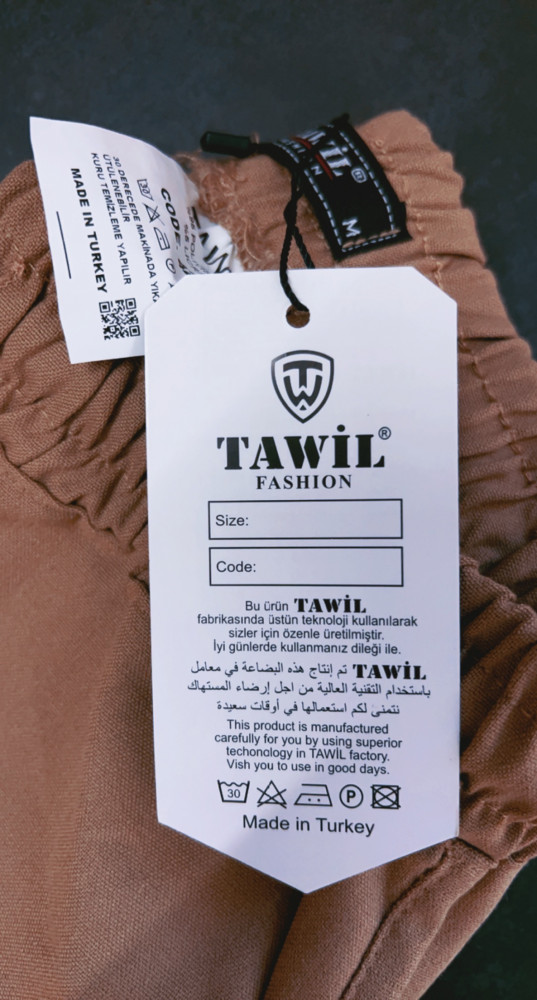 MADE IN TURKEY
KURU TEMİZLEME YAPILIR
ÜTÜLENEBİLİR
30 DERECEDE MAKİNADA
30
M
TW
TAWİL®
FASHION
Size:
Code:
Bu ürün TAWİL
fabrikasında üstün teknoloji kullanılarak
sizler için özenle üretilmiştir.
İyi günlerde kullanmanız dileği ile.
TAWİL تم إنتاج هذه البضاعة في معامل
باستخدام التقنية العالية من اجل إرضاء المستهلك
نتمنى لكم استعمالها في أوقات سعيدة
This product is manufactured
carefully for you by using superior
techonology in TAWİL factory.
Vish you to use in good days.
30 P
Made in Turkey